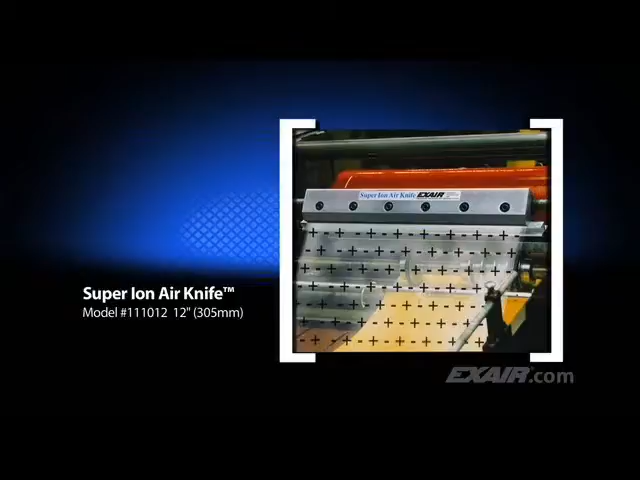 Super Ion Air Knife EXAIR
Super Ion Air Knife™
Model #111012 12" (305mm)
EXAIR.com